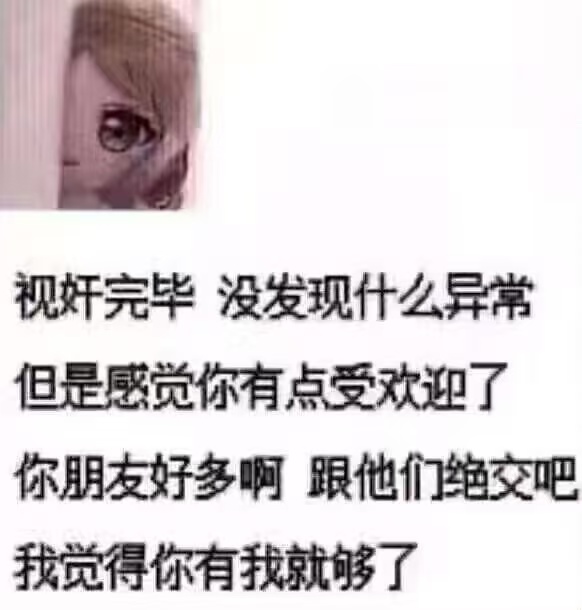 视奸完毕 没发现什么异常
但是感觉你有点受欢迎了
你朋友好多啊 跟他们绝交吧
我觉得你有我就够了